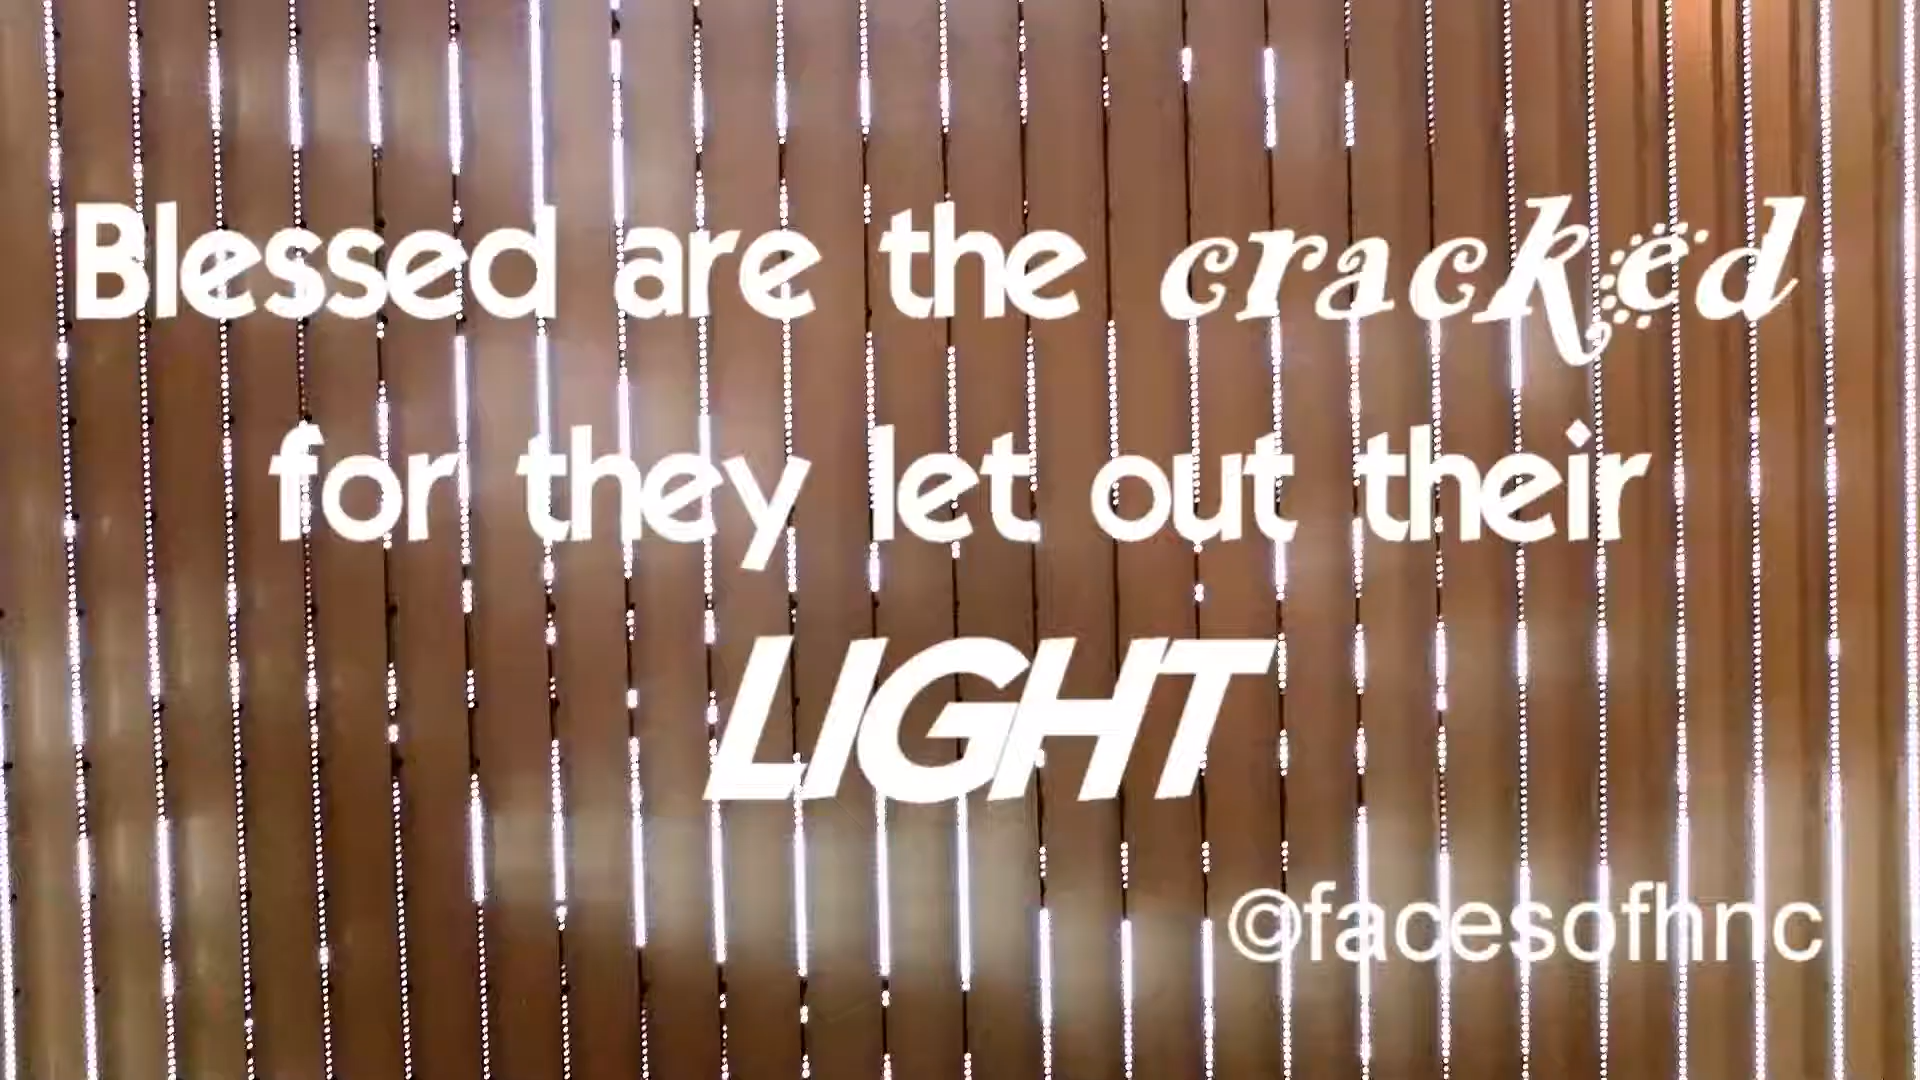 Blessed are the cracked
for they let out their
LIGHT
©facesofhnc